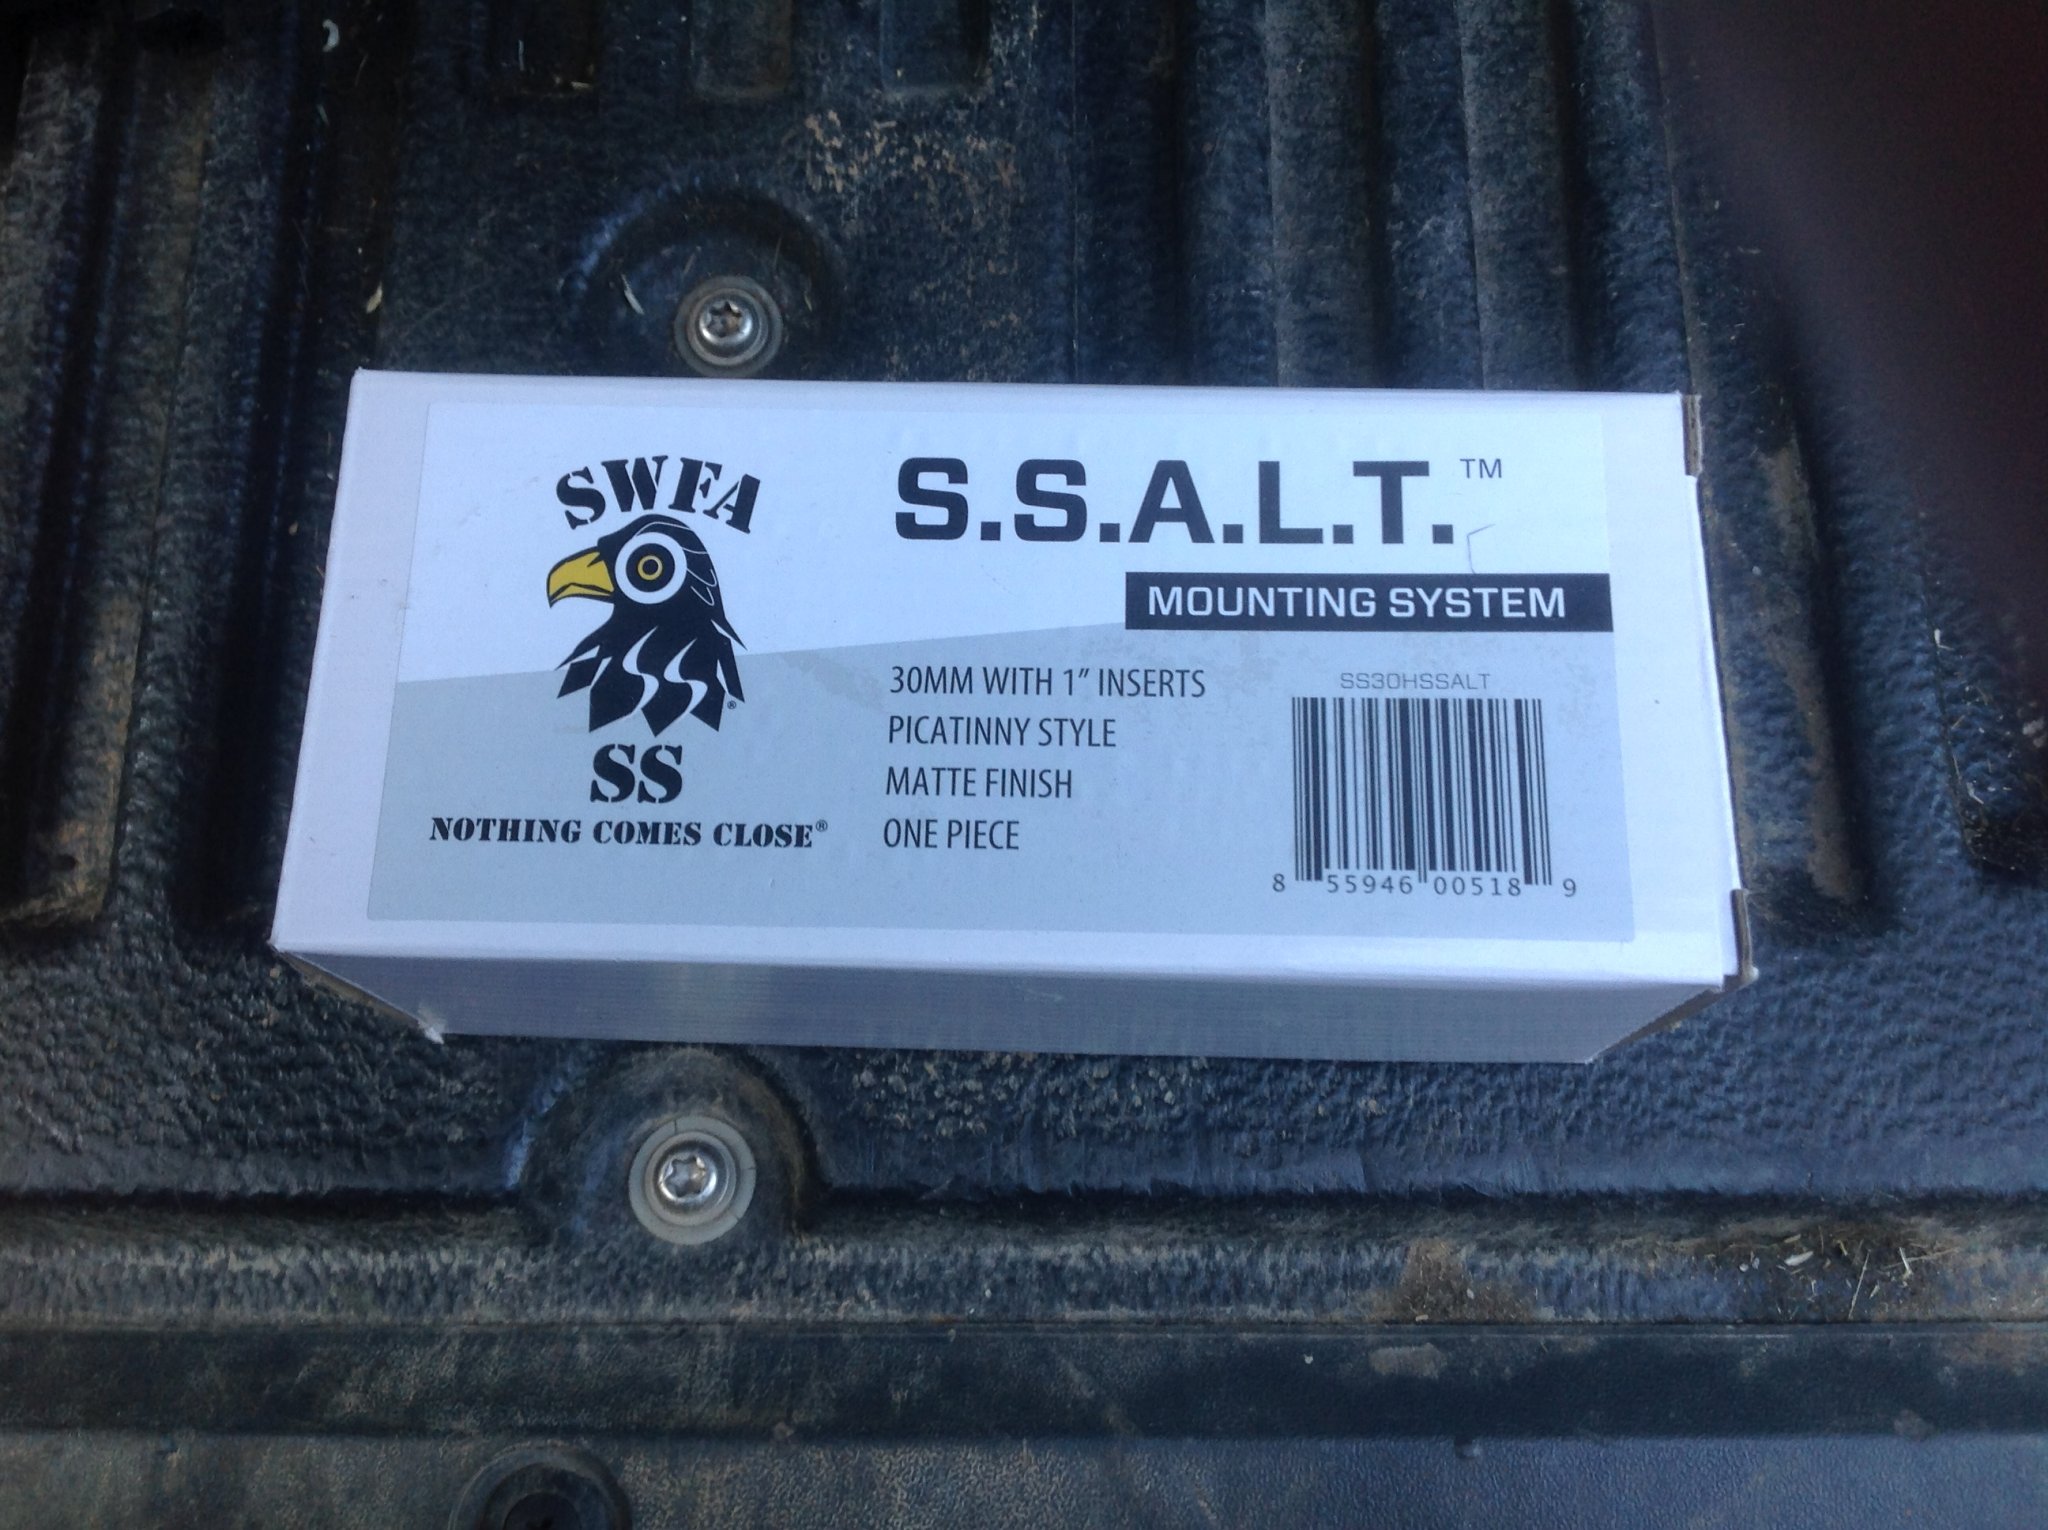 SWFA
SS
NOTHING COMES CLOSE®
S.S.A.L.T.™
MOUNTING SYSTEM
30MM WITH 1” INSERTS
PICATINNY STYLE
MATTE FINISH
ONE PIECE
SS30HSSALT
8 55946 00518 9